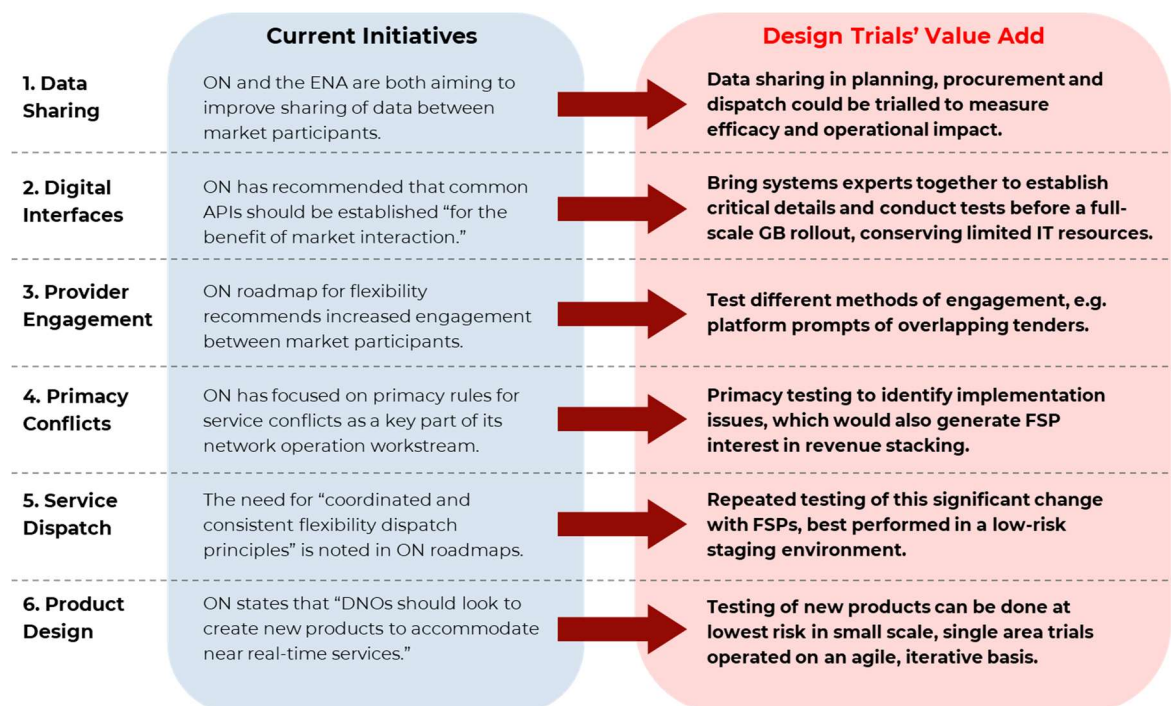 Current Initiatives
Design Trials' Value Add
1. Data
Sharing
ON and the ENA are both aiming to
improve sharing of data between
market participants.
Data sharing in planning, procurement and
dispatch could be trialled to measure
efficacy and operational impact.
2. Digital
Interfaces
ON has recommended that common
APIs should be established “for the
benefit of market interaction.”
Bring systems experts together to establish
critical details and conduct tests before a full-
scale GB rollout, conserving limited IT resources.
3. Provider
Engagement
ON roadmap for flexibility
recommends increased engagement
between market participants.
Test different methods of engagement, e.g.
platform prompts of overlapping tenders.
4. Primacy
Conflicts
ON has focused on primacy rules for
service conflicts as a key part of its
network operation workstream.
Primacy testing to identify implementation
issues, which would also generate FSP
interest in revenue stacking.
5. Service
Dispatch
The need for “coordinated and
consistent flexibility dispatch
principles” is noted in ON roadmaps.
Repeated testing of this significant change
with FSPs, best performed in a low-risk
staging environment.
6. Product
Design
ON states that “DNOs should look to
create new products to accommodate
near real-time services.”
Testing of new products can be done at
lowest risk in small scale, single area trials
operated on an agile, iterative basis.